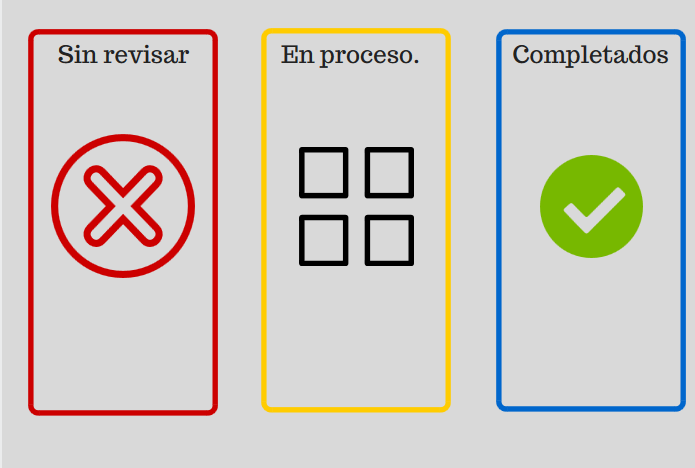 Sin revisar
En proceso.
Completados